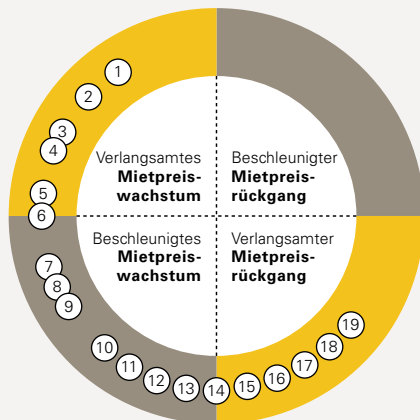 1
2
3
4
Verlangsamtes
Mietpreis-
wachstum
Beschleunigter
Mietpreis-
rückgang
5
6
Beschleunigtes
Mietpreis-
wachstum
Verlangsamter
Mietpreis-
rückgang
7
8
9
10
11
12
13
14
15
16
17
18
19